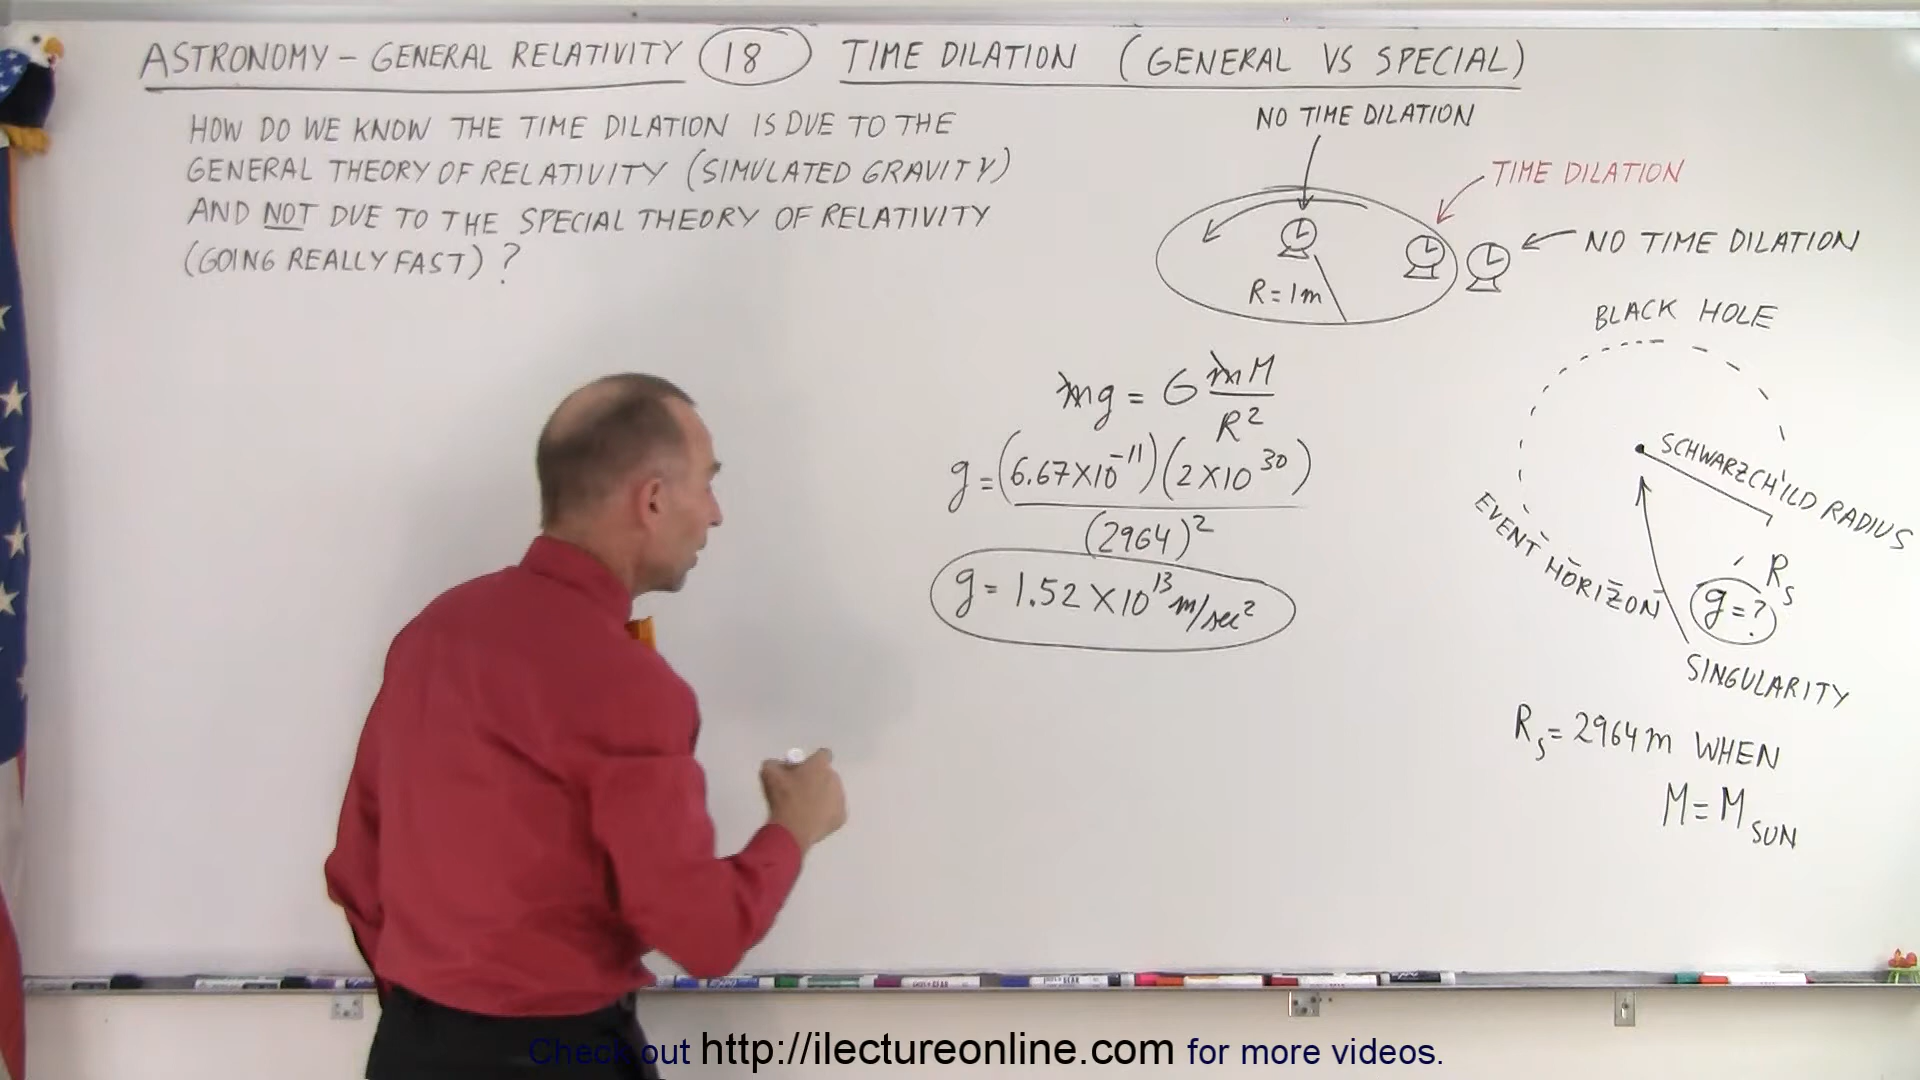 ASTRONOMY – GENERAL RELATIVITY 18 TIME DILATION (GENERAL VS SPECIAL)
HOW DO WE KNOW THE TIME DILATION IS DUE TO THE
GENERAL THEORY OF RELATIVITY (SIMULATED GRAVITY)
AND NOT DUE TO THE SPECIAL THEORY OF RELATIVITY
(GOING REALLY FAST) ?
NO TIME DILATION
TIME DILATION
NO TIME DILATION
R = 1m
mg = G mM / R²
g = (6.67×10⁻¹¹)(2×10³⁰)
(2964)²
g = 1.52 × 10¹³ m/sec²
BLACK HOLE
SCHWARZCHILD RADIUS
EVENT HORIZON
Rs
g = ?
SINGULARITY
Rs = 2964 m WHEN
M = M SUN
Check out http://ilectureonline.com for more videos.